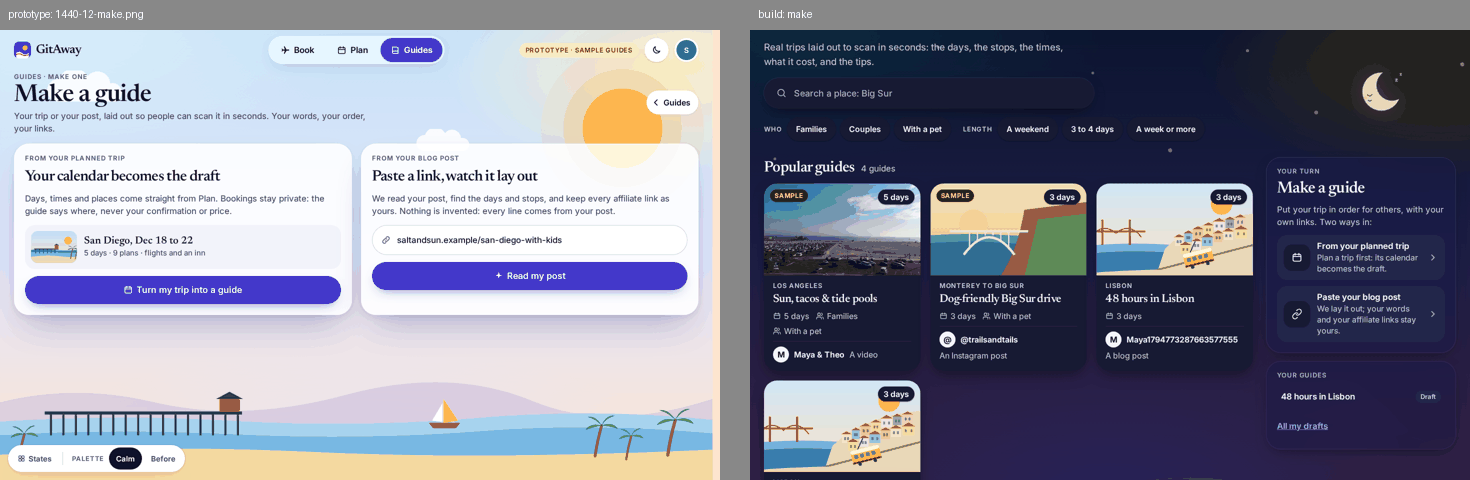 prototype: 1440-12-make.png
GitAway
Book
Plan
Guides
PROTOTYPE · SAMPLE GUIDES
S
GUIDES · MAKE ONE
Make a guide
Your trip or your post, laid out so people can scan it in seconds. Your words, your order,
your links.
Guides
FROM YOUR PLANNED TRIP
Your calendar becomes the draft
Days, times and places come straight from Plan. Bookings stay private: the
guide says where, never your confirmation or price.
San Diego, Dec 18 to 22
5 days · 9 plans · flights and an inn
Turn my trip into a guide
FROM YOUR BLOG POST
Paste a link, watch it lay out
We read your post, find the days and stops, and keep every affiliate link as
yours. Nothing is invented: every line comes from your post.
saltandsun.example/san-diego-with-kids
Read my post
States
PALETTE
Calm
Before
build: make
Real trips laid out to scan in seconds: the days, the stops, the times,
what it cost, and the tips.
Search a place: Big Sur
WHO
Families
Couples
With a pet
LENGTH
A weekend
3 to 4 days
A week or more
Popular guides 4 guides
SAMPLE
5 days
LOS ANGELES
Sun, tacos & tide pools
5 days
Families
With a pet
M
Maya & Theo A video
SAMPLE
3 days
MONTEREY TO BIG SUR
Dog-friendly Big Sur drive
3 days
With a pet
@
@trailsandtails
An Instagram post
3 days
LISBON
48 hours in Lisbon
3 days
M
Maya1794773287663577555
A blog post
3 days
YOUR TURN
Make a guide
Put your trip in order for others, with your
own links. Two ways in:
From your planned trip
Plan a trip first: its calendar
becomes the draft.
Paste your blog post
We lay it out; your words
and your affiliate links stay
yours.
YOUR GUIDES
48 hours in Lisbon
Draft
All my drafts